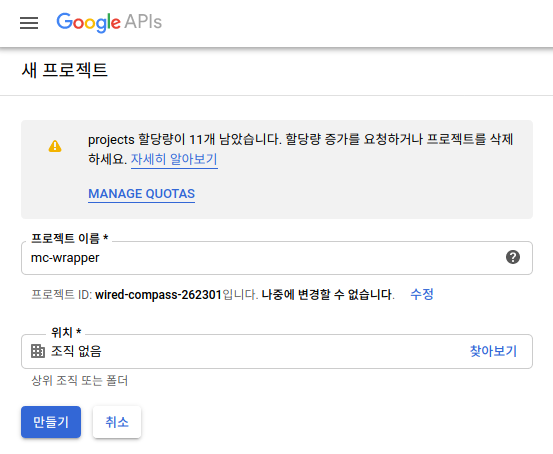 Google APIs
새 프로젝트
projects 할당량이 11개 남았습니다. 할당량 증가를 요청하거나 프로젝트를 삭제
하세요. 자세히 알아보기
MANAGE QUOTAS
프로젝트 이름 *
mc-wrapper
프로젝트 ID: wired-compass-262301입니다. 나중에 변경할 수 없습니다. 수정
위치 *
조직 없음 찾아보기
상위 조직 또는 폴더
만들기 취소